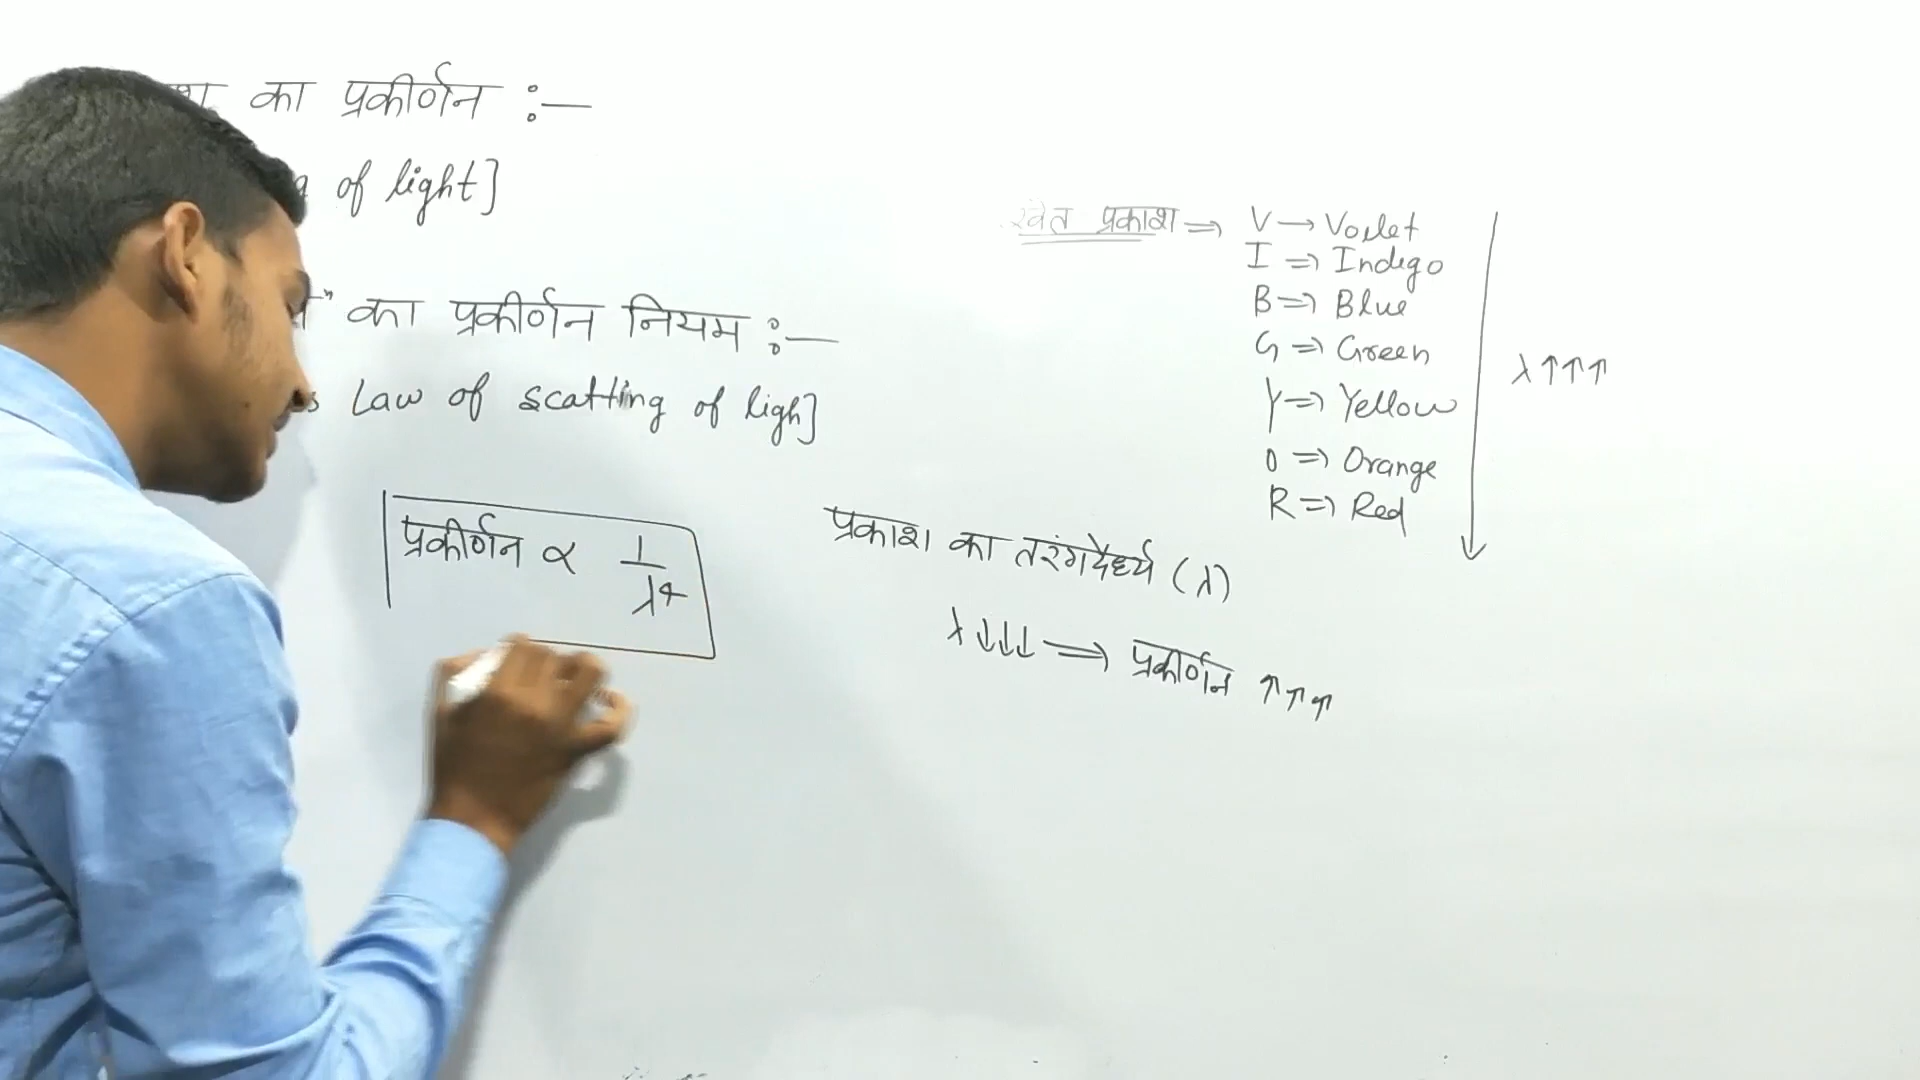 का प्रकीर्णन :—
of light]
का प्रकीर्णन नियम :—
Law of scatting of ligh]
प्रकीर्णन ∝ 1/λ⁴
श्वेत प्रकाश ⇒ V → Voilet
I ⇒ Indigo
B ⇒ Blue
G ⇒ Green
Y ⇒ Yellow
O ⇒ Orange
R ⇒ Red
λ↑↑↑
प्रकाश का तरंगदैर्ध्य (λ)
λ↓↓↓ ⇒ प्रकीर्णन ↑↑↑